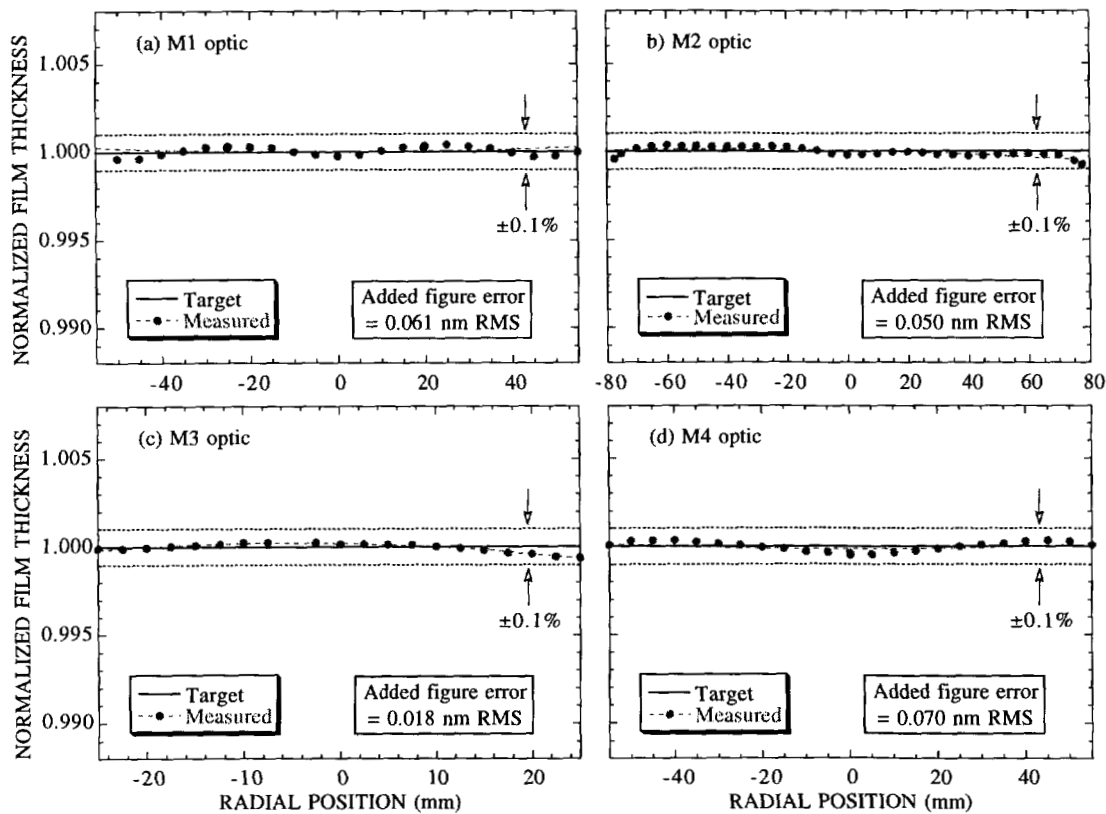 NORMALIZED FILM THICKNESS
(a) M1 optic
1.005
1.000
0.995
0.990
±0.1%
Target
Measured
Added figure error
= 0.061 nm RMS
-40 -20 0 20 40
b) M2 optic
±0.1%
Target
Measured
Added figure error
= 0.050 nm RMS
-80 -60 -40 -20 0 20 40 60 80
NORMALIZED FILM THICKNESS
(c) M3 optic
1.005
1.000
0.995
0.990
±0.1%
Target
Measured
Added figure error
= 0.018 nm RMS
-20 -10 0 10 20
RADIAL POSITION (mm)
(d) M4 optic
±0.1%
Target
Measured
Added figure error
= 0.070 nm RMS
-40 -20 0 20 40
RADIAL POSITION (mm)